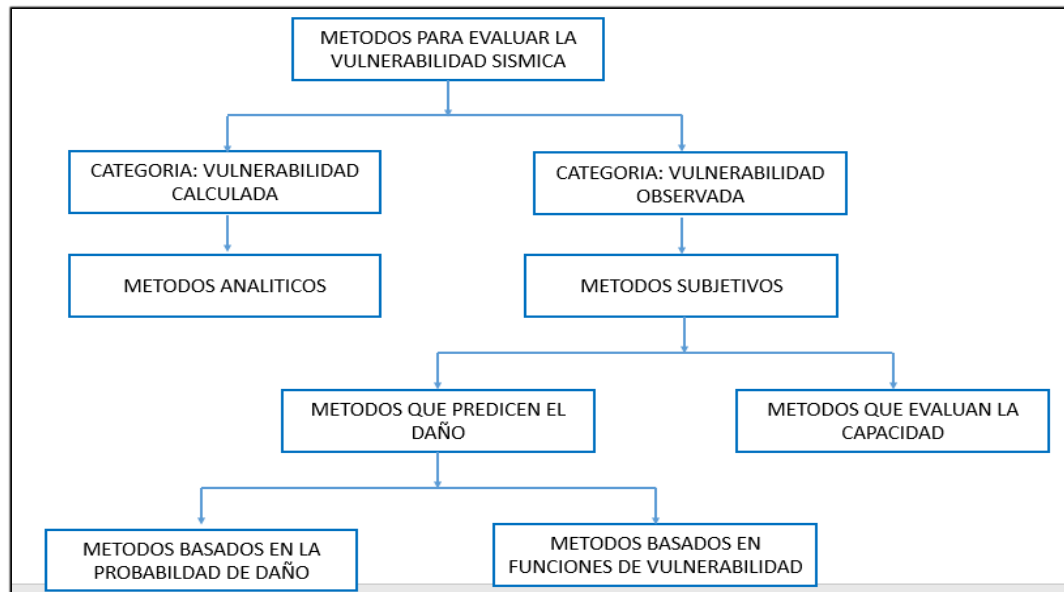 METODOS PARA EVALUAR LA
VULNERABILIDAD SISMICA
CATEGORIA: VULNERABILIDAD
CALCULADA
CATEGORIA: VULNERABILIDAD
OBSERVADA
METODOS ANALITICOS
METODOS SUBJETIVOS
METODOS QUE PREDICEN EL
DAÑO
METODOS QUE EVALUAN LA
CAPACIDAD
METODOS BASADOS EN LA
PROBABILDAD DE DAÑO
METODOS BASADOS EN
FUNCIONES DE VULNERABILIDAD